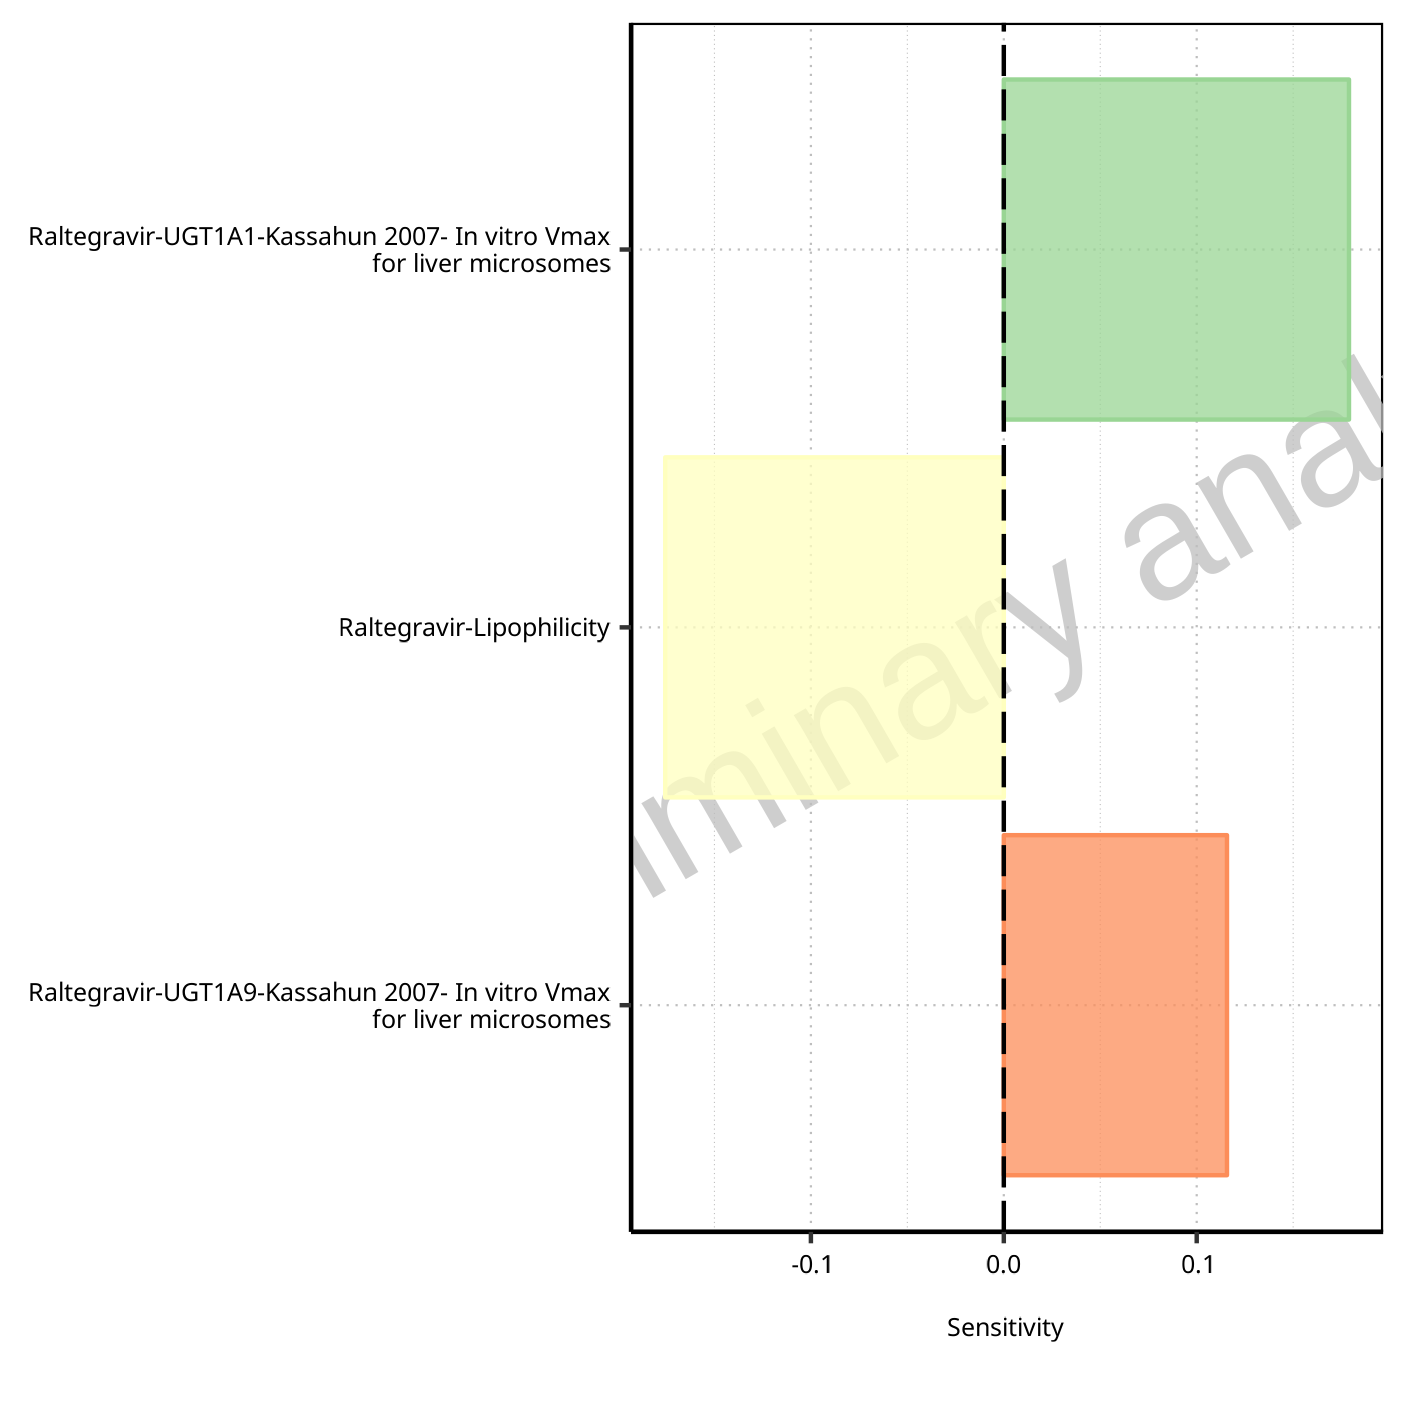 Raltegravir-UGT1A1-Kassahun 2007- In vitro Vmax
for liver microsomes
Raltegravir-Lipophilicity
Raltegravir-UGT1A9-Kassahun 2007- In vitro Vmax
for liver microsomes
-0.1
0.0
0.1
Sensitivity